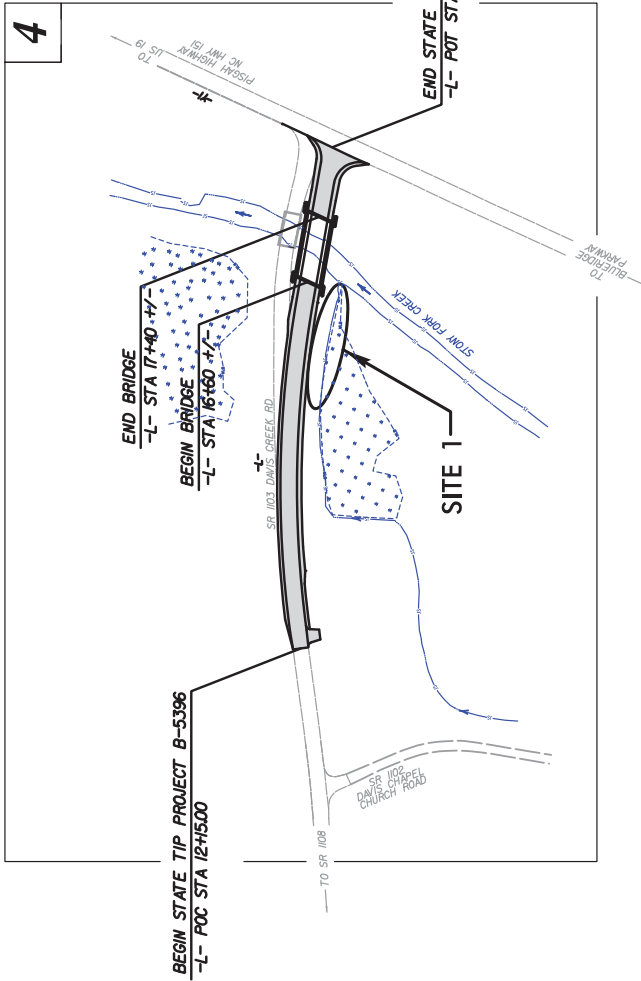 4
TO
US 19
PISGAH HIGHWAY
NC HWY 151
END STATE
-L- POT STA
END BRIDGE
-L- STA 17+40 +/-
BEGIN BRIDGE
-L- STA 16+60 +/-
-L-
SR 1103 DAVIS CREEK RD
STONY FORK CREEK
TO
BLUERIDGE
PARKWAY
SITE 1
BEGIN STATE TIP PROJECT B-5396
-L- POC STA 12+15.00
SR 1102
DAVIS CHAPEL
CHURCH ROAD
TO SR 1108